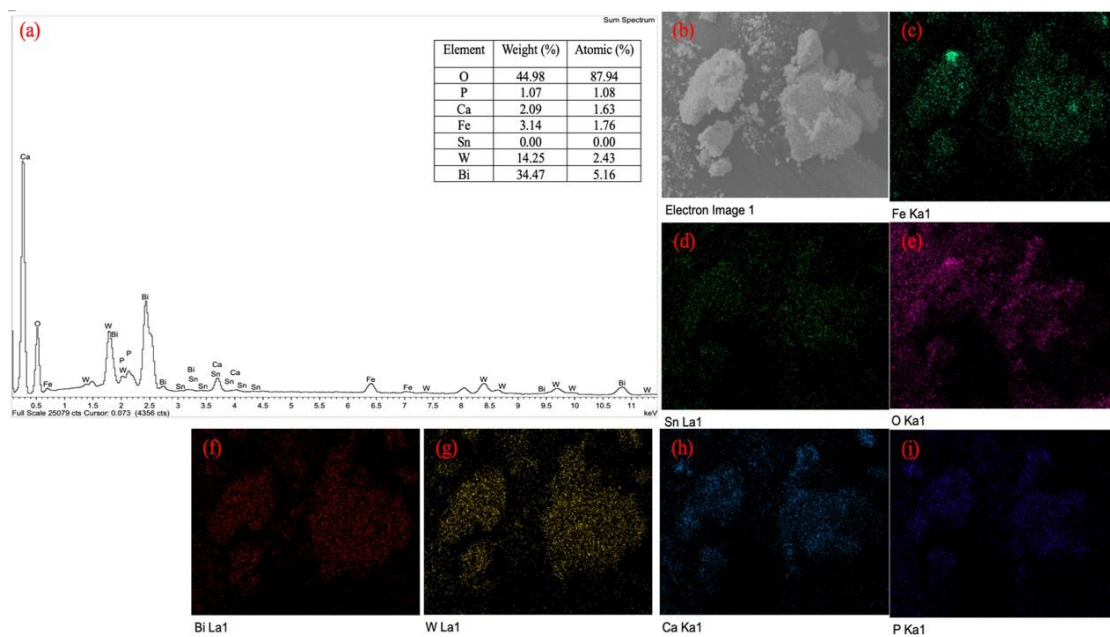 (a)
Sum Spectrum
Element Weight (%) Atomic (%)
O 44.98 87.94
P 1.07 1.08
Ca 2.09 1.63
Fe 3.14 1.76
Sn 0.00 0.00
W 14.25 2.43
Bi 34.47 5.16
Ca
O
Fe
W
W
Bi
P
W
P
Bi
Bi
Sn
Bi
Sn
Sn
Ca
Sn
Ca
Sn
Sn
Fe
Fe
W
W
W
Bi
W
W
Bi
W
0.5 1 1.5 2 2.5 3 3.5 4 4.5 5 5.5 6 6.5 7 7.5 8 8.5 9 9.5 10 10.5 11
Full Scale 25079 cts Cursor: 0.073 (4356 cts) keV
(b)
Electron Image 1
(c)
Fe Ka1
(d)
Sn La1
(e)
O Ka1
(f)
Bi La1
(g)
W La1
(h)
Ca Ka1
(i)
P Ka1